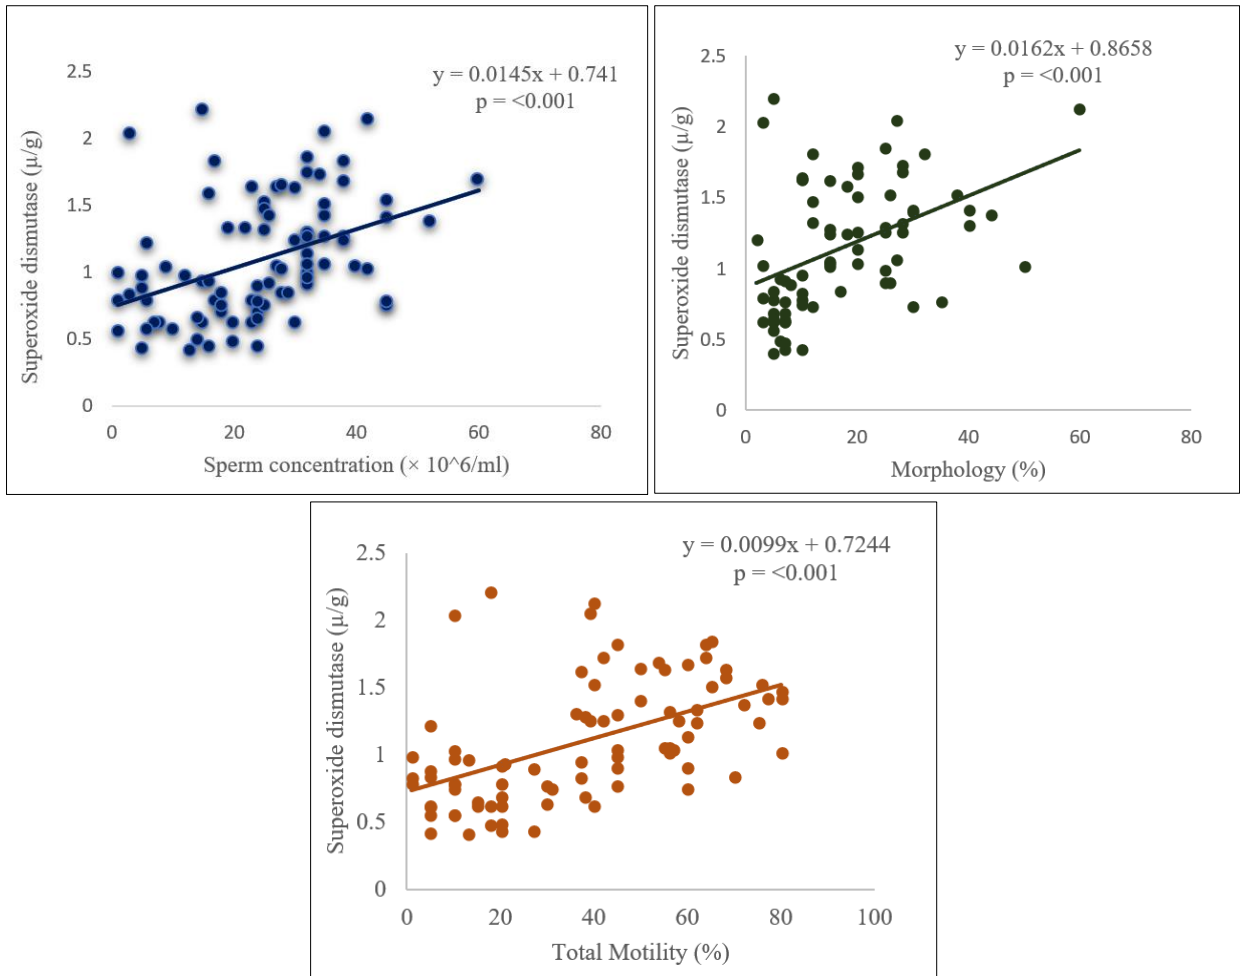 y = 0.0145x + 0.741
p = <0.001
Superoxide dismutase (μ/g)
2.5
2
1.5
1
0.5
0
0 20 40 60 80
Sperm concentration (× 10^6/ml)
y = 0.0162x + 0.8658
p = <0.001
Superoxide dismutase (μ/g)
2.5
2
1.5
1
0.5
0
0 20 40 60 80
Morphology (%)
y = 0.0099x + 0.7244
p = <0.001
Superoxide dismutase (μ/g)
2.5
2
1.5
1
0.5
0
0 20 40 60 80 100
Total Motility (%)